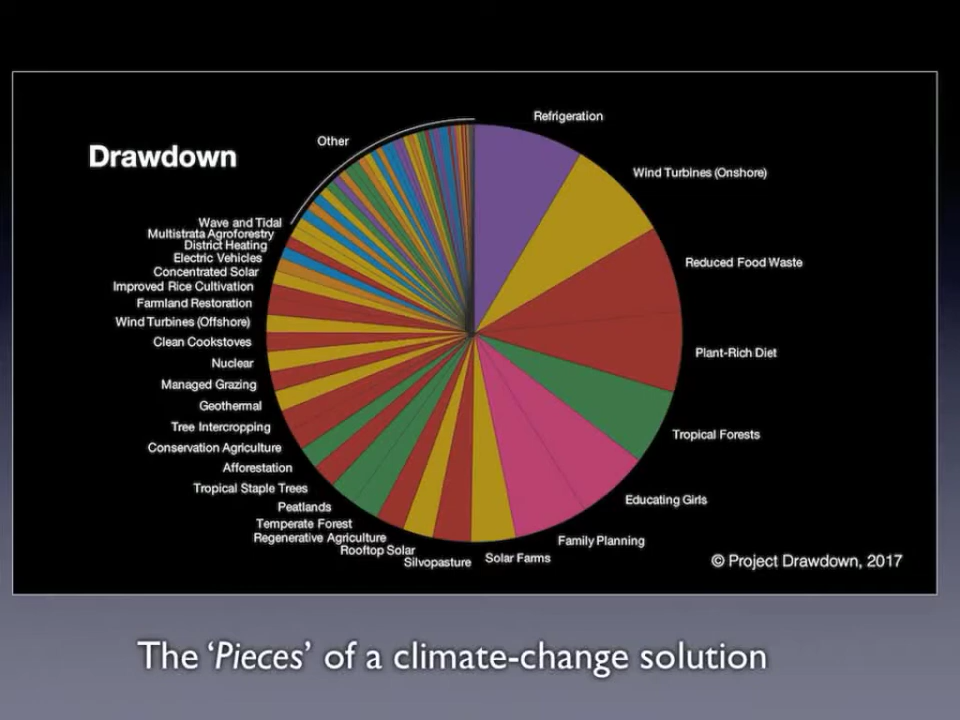 Drawdown
Refrigeration
Wind Turbines (Onshore)
Reduced Food Waste
Plant-Rich Diet
Tropical Forests
Educating Girls
Family Planning
Solar Farms
Silvopasture
Rooftop Solar
Regenerative Agriculture
Temperate Forest
Peatlands
Tropical Staple Trees
Afforestation
Conservation Agriculture
Tree Intercropping
Geothermal
Managed Grazing
Nuclear
Clean Cookstoves
Wind Turbines (Offshore)
Farmland Restoration
Improved Rice Cultivation
Concentrated Solar
Electric Vehicles
District Heating
Multistrata Agroforestry
Wave and Tidal
Other
© Project Drawdown, 2017
The ‘Pieces’ of a climate-change solution